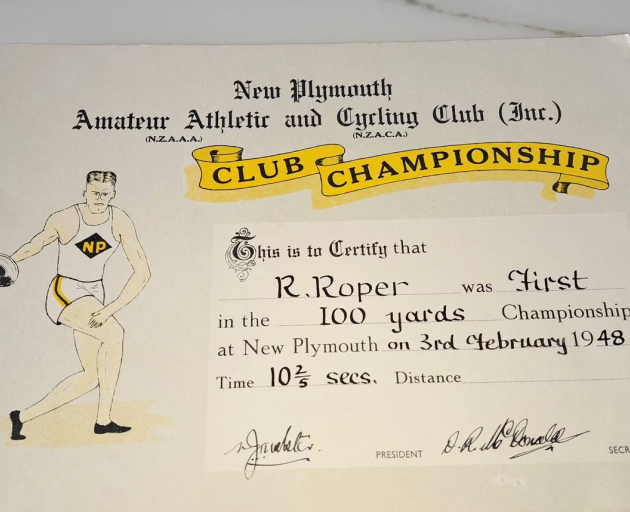 New Plymouth
Amateur Athletic and Cycling Club (Inc.)
(N.Z.A.A.A.) (N.Z.A.C.A.)
CLUB CHAMPIONSHIP
NP
This is to Certify that
R. Roper was First
in the 100 yards Championship
at New Plymouth on 3rd February 1948
Time 10 2/5 secs. Distance
PRESIDENT D. R. McDonald SECR